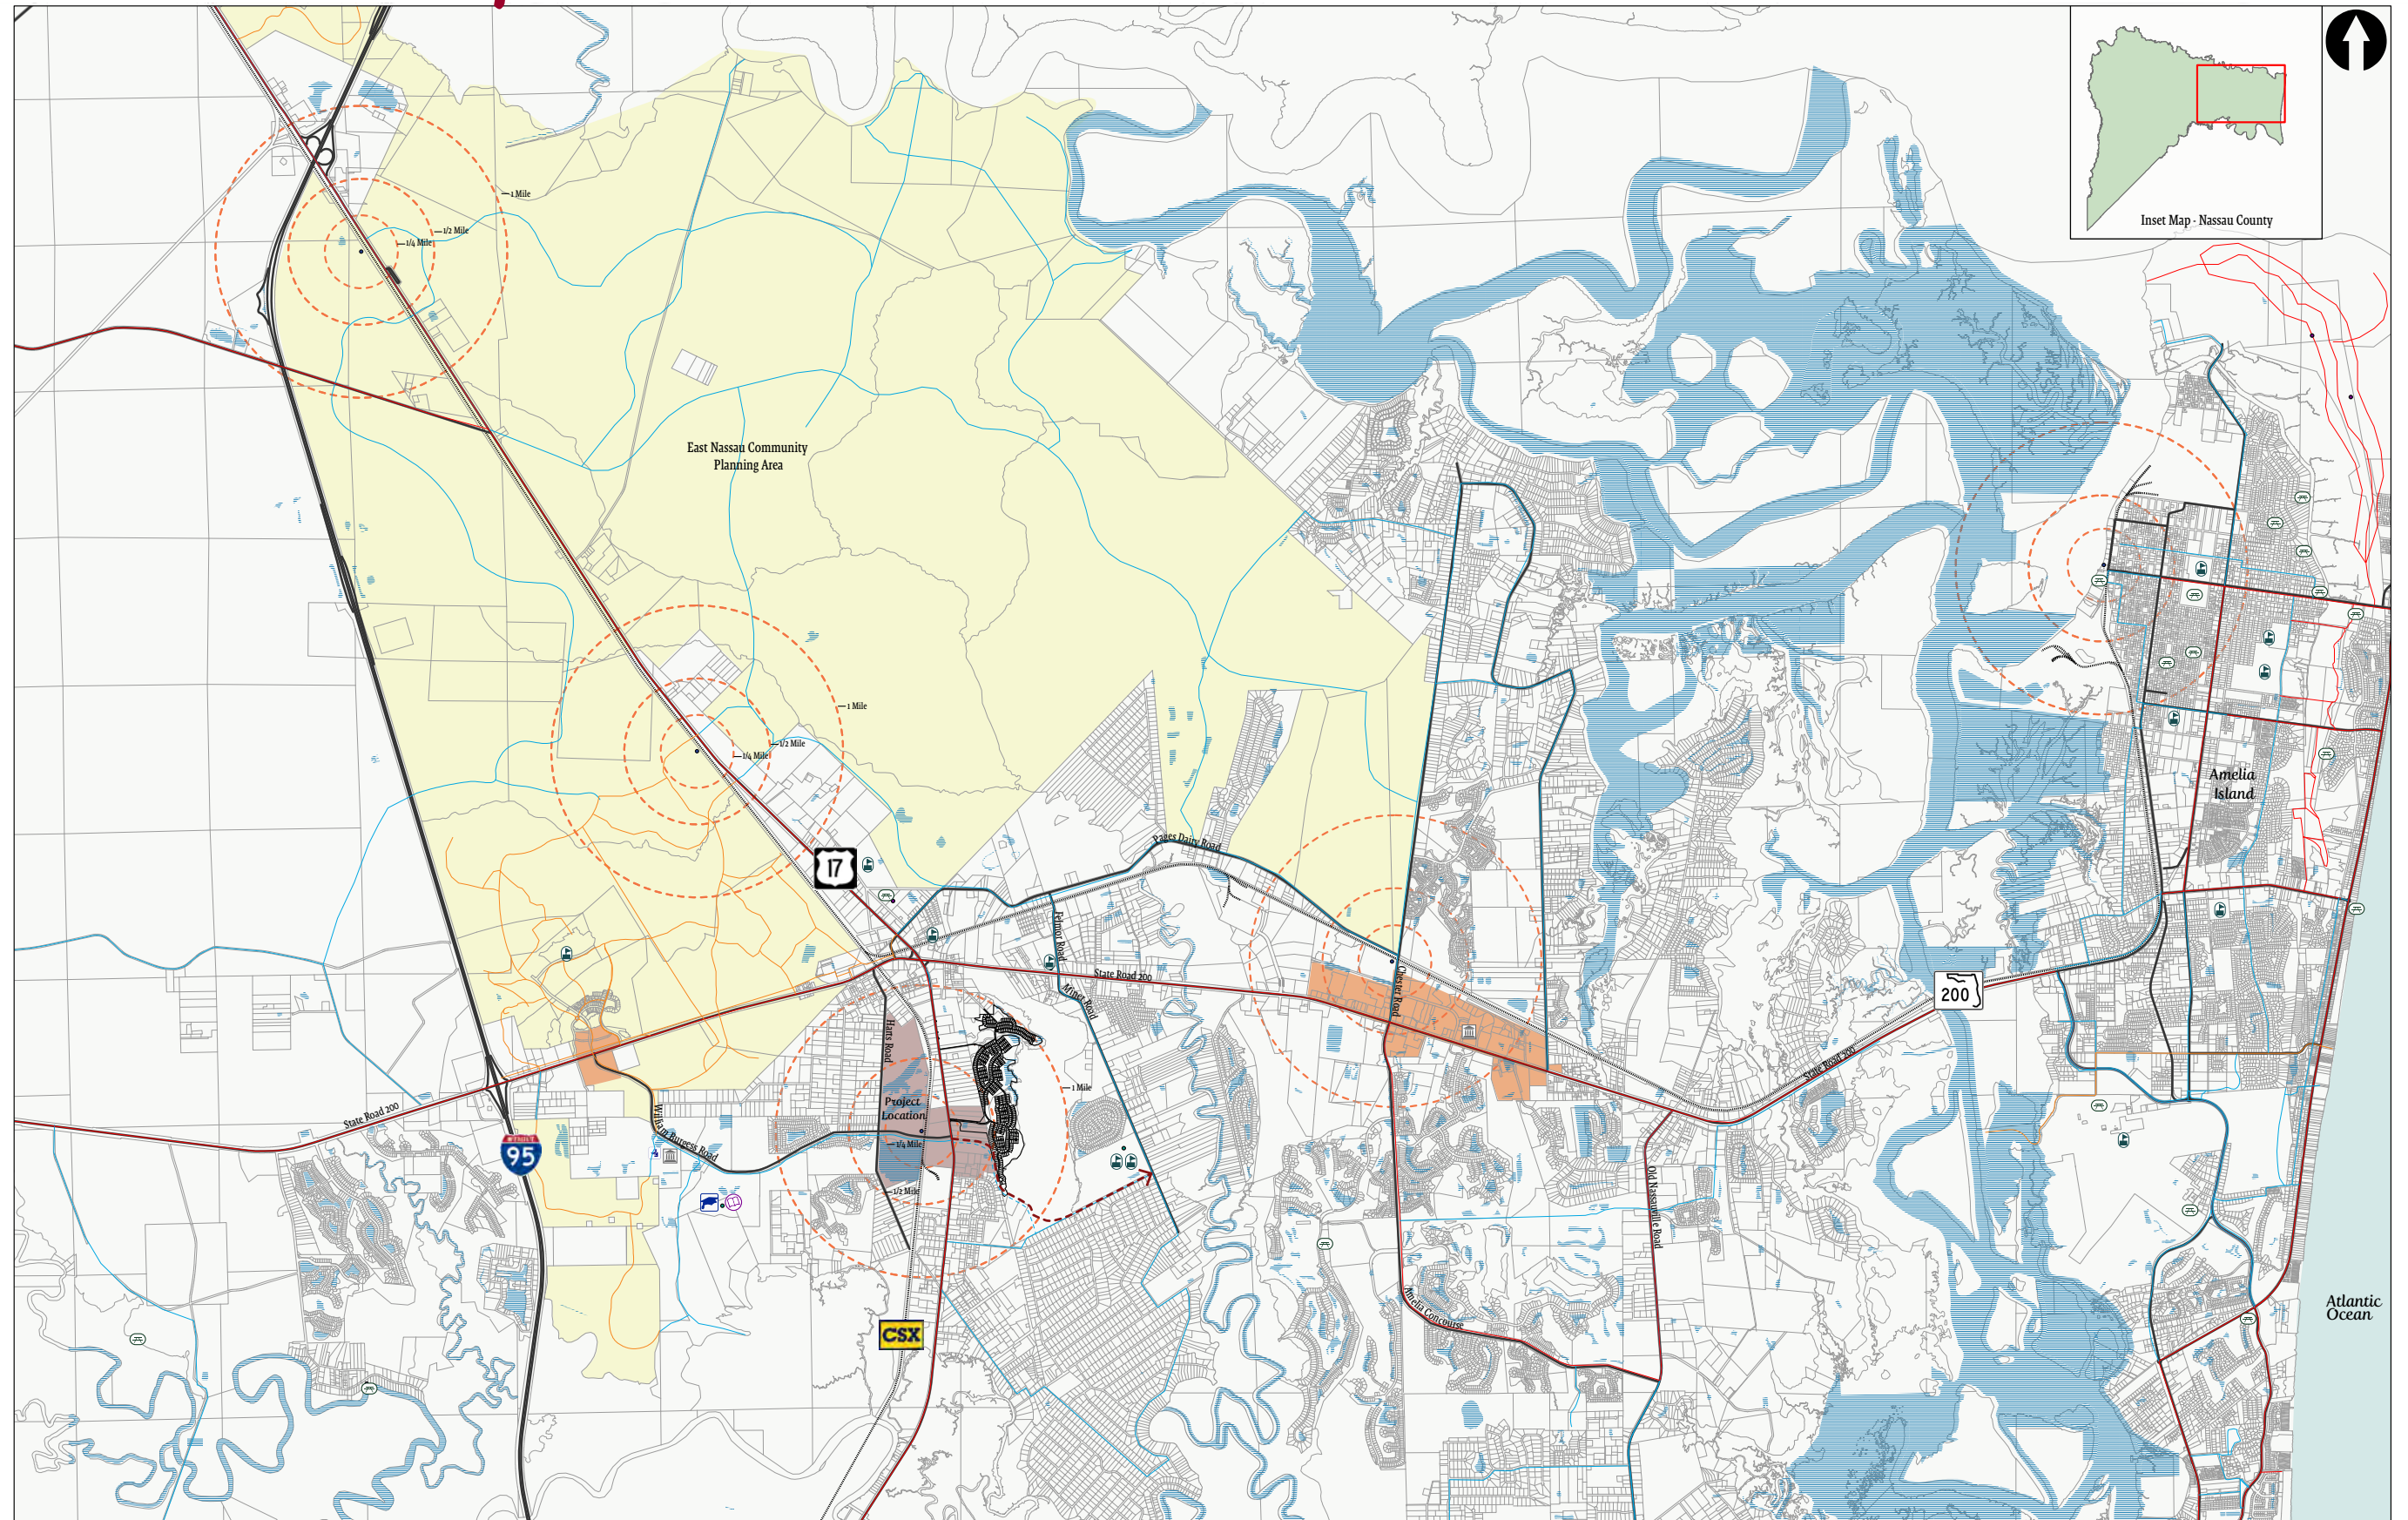 Inset Map - Nassau County
1 Mile
1/2 Mile
1/4 Mile
East Nassau Community
Planning Area
1 Mile
1/2 Mile
1/4 Mile
Amelia
Island
17
Pages Dairy Road
Felmor Road
State Road 200
Chester Road
Miner Road
200
Harts Road
State Road 200
1 Mile
Project
Location
State Road 200
William Burgess Road
1/4 Mile
95
1/2 Mile
Old Nassauville Road
Amelia Concourse
Atlantic
Ocean
CSX